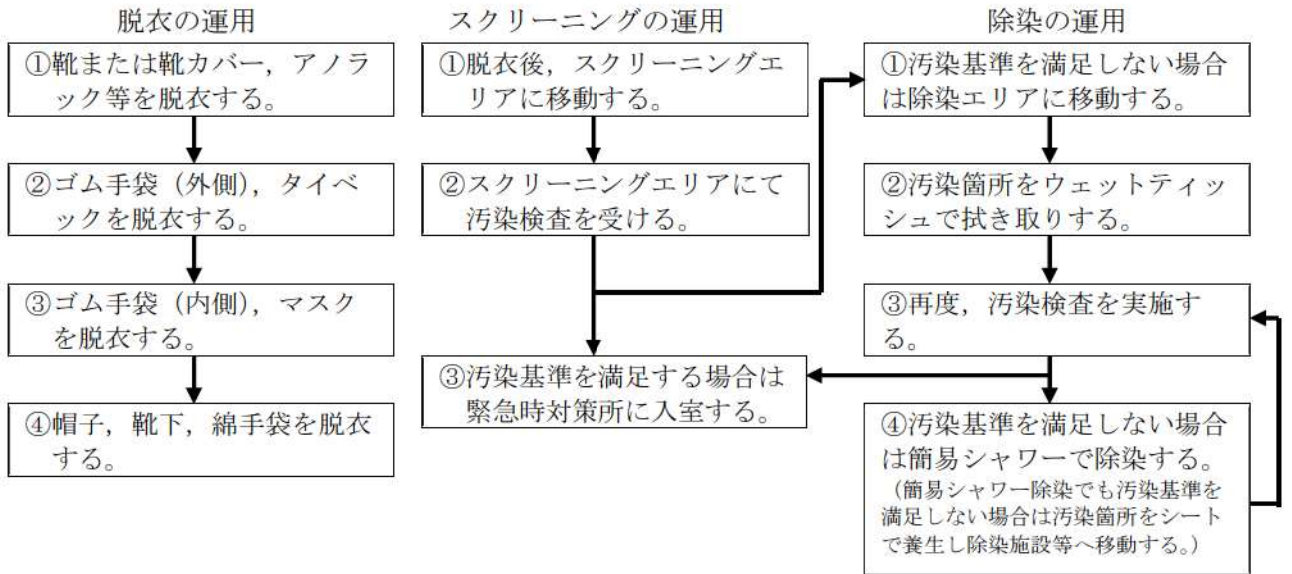 脱衣の運用
①靴または靴カバー，アノラ
ック等を脱衣する。
②ゴム手袋（外側），タイベ
ックを脱衣する。
③ゴム手袋（内側），マスク
を脱衣する。
④帽子，靴下，綿手袋を脱衣
する。
スクリーニングの運用
①脱衣後，スクリーニングエ
リアに移動する。
②スクリーニングエリアにて
汚染検査を受ける。
③汚染基準を満足する場合は
緊急時対策所に入室する。
除染の運用
①汚染基準を満足しない場合
は除染エリアに移動する。
②汚染箇所をウェットティッ
シュで拭き取りする。
③再度，汚染検査を実施す
る。
④汚染基準を満足しない場合
は簡易シャワーで除染する。
（簡易シャワー除染でも汚染基準を
満足しない場合は汚染箇所をシート
で養生し除染施設等へ移動する。）